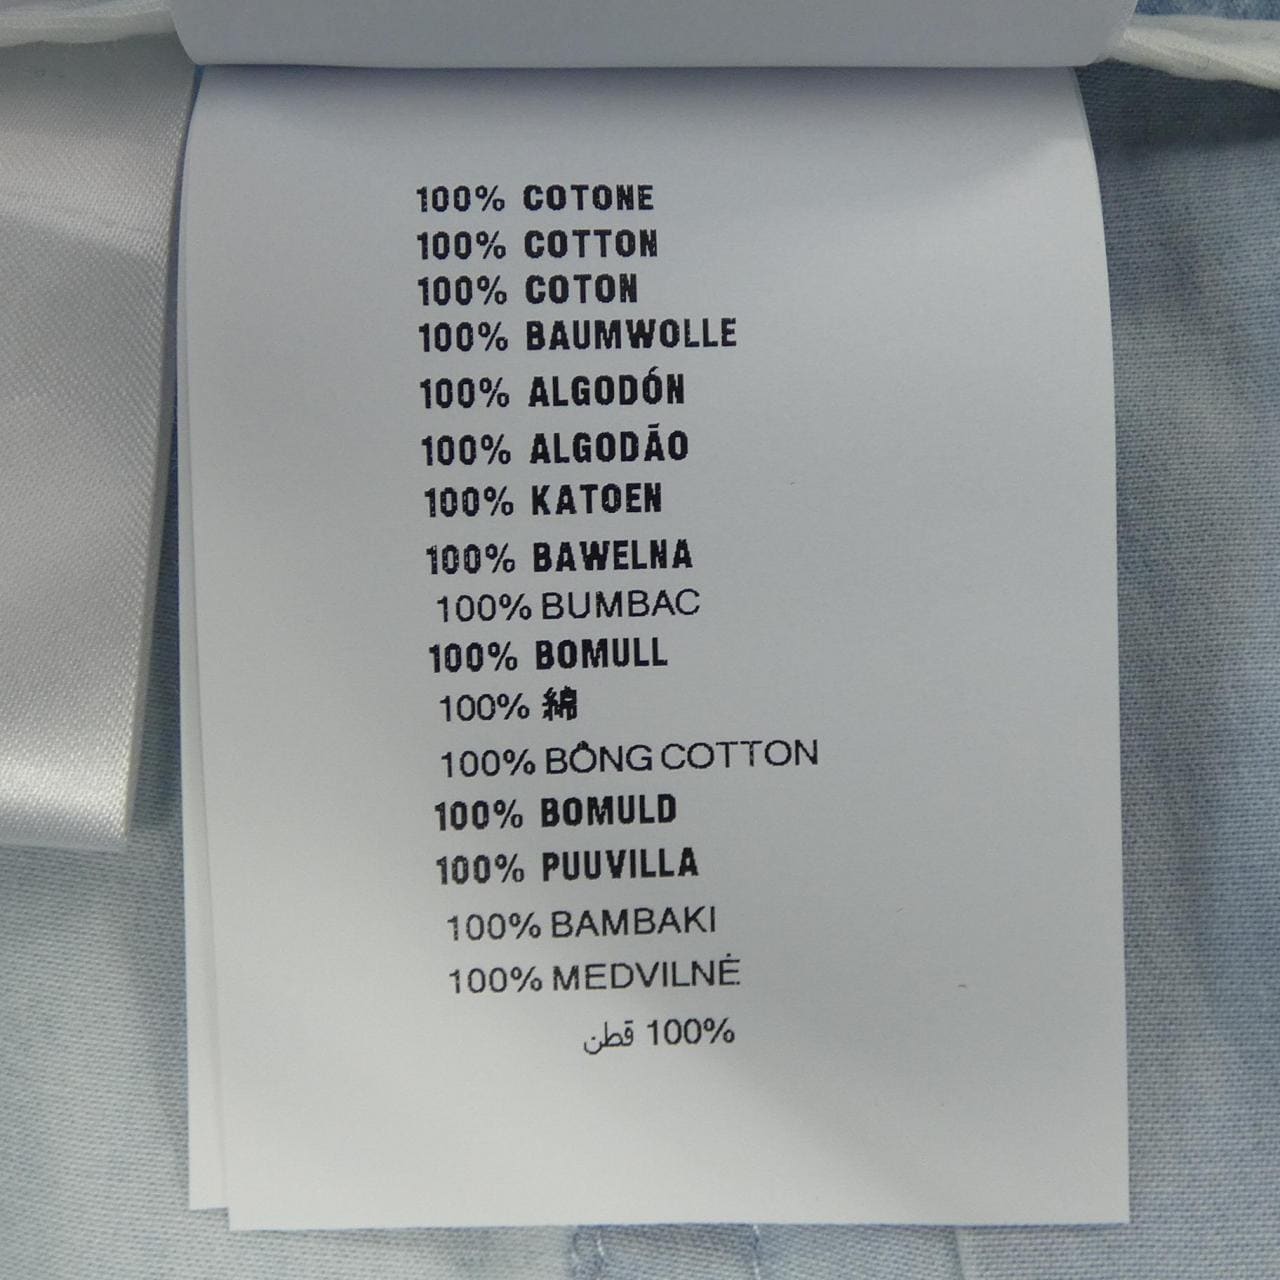 100% COTONE
100% COTTON
100% COTON
100% BAUMWOLLE
100% ALGODÓN
100% ALGODÃO
100% KATOEN
100% BAWELNA
100% BUMBAC
100% BOMULL
100% 綿
100% BÔNG COTTON
100% BOMULD
100% PUUVILLA
100% BAMBAKI
100% MEDVILNĖ
100% قطن